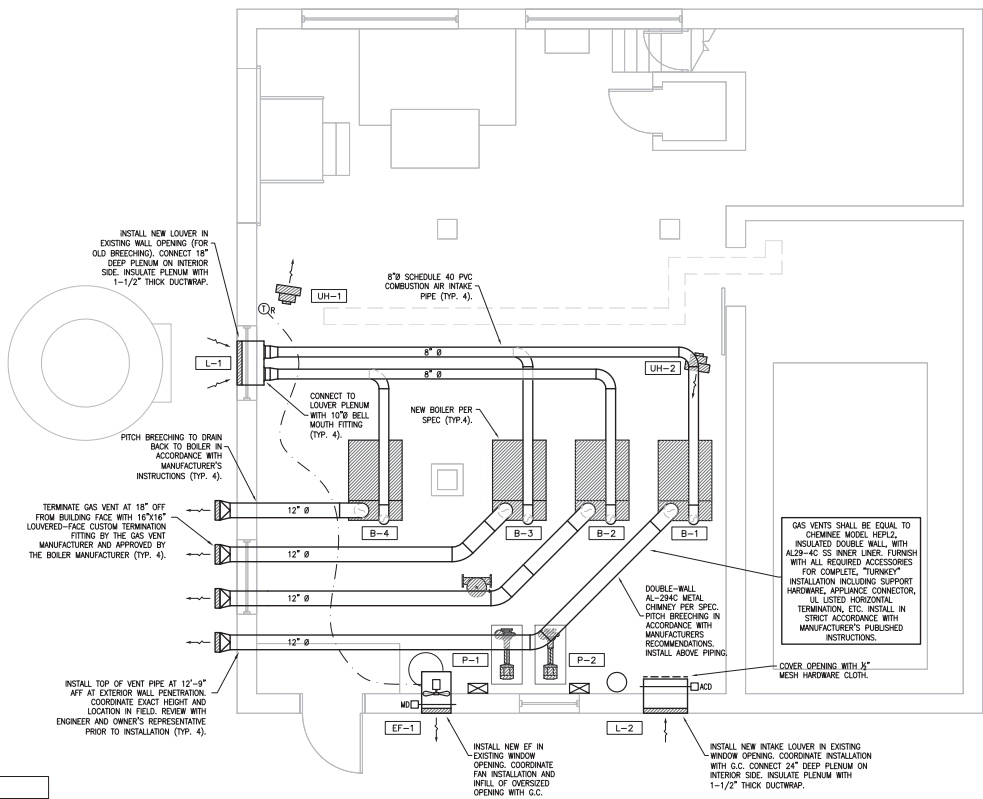 INSTALL NEW LOUVER IN
EXISTING WALL OPENING (FOR
OLD BREECHING). CONNECT 18"
DEEP PLENUM ON INTERIOR
SIDE. INSULATE PLENUM WITH
1-1/2" THICK DUCTWRAP.
T
R
UH-1
8"Ø SCHEDULE 40 PVC
COMBUSTION AIR INTAKE
PIPE (TYP. 4).
L-1
8" Ø
8" Ø
UH-2
CONNECT TO
LOUVER PLENUM
WITH 10"Ø BELL
MOUTH FITTING
(TYP. 4).
NEW BOILER PER
SPEC (TYP.4).
PITCH BREECHING TO DRAIN
BACK TO BOILER IN
ACCORDANCE WITH
MANUFACTURER'S
INSTRUCTIONS (TYP. 4).
TERMINATE GAS VENT AT 18" OFF
FROM BUILDING FACE WITH 16"X16"
LOUVERED-FACE CUSTOM TERMINATION
FITTING BY THE GAS VENT
MANUFACTURER AND APPROVED BY
THE BOILER MANUFACTURER (TYP. 4).
12" Ø
12" Ø
12" Ø
12" Ø
B-4
B-3
B-2
B-1
GAS VENTS SHALL BE EQUAL TO
CHEMINEE MODEL HEPL2,
INSULATED DOUBLE WALL, WITH
AL29-4C SS INNER LINER. FURNISH
WITH ALL REQUIRED ACCESSORIES
FOR COMPLETE, "TURNKEY"
INSTALLATION INCLUDING SUPPORT
HARDWARE, APPLIANCE CONNECTOR,
UL LISTED HORIZONTAL
TERMINATION, ETC. INSTALL IN
STRICT ACCORDANCE WITH
MANUFACTURER'S PUBLISHED
INSTRUCTIONS.
DOUBLE-WALL
AL-294C METAL
CHIMNEY PER SPEC.
PITCH BREECHING IN
ACCORDANCE WITH
MANUFACTURERS
RECOMMENDATIONS.
INSTALL ABOVE PIPING.
P-1
P-2
INSTALL TOP OF VENT PIPE AT 12'-9"
AFF AT EXTERIOR WALL PENETRATION.
COORDINATE EXACT HEIGHT AND
LOCATION IN FIELD. REVIEW WITH
ENGINEER AND OWNER'S REPRESENTATIVE
PRIOR TO INSTALLATION (TYP. 4).
COVER OPENING WITH ½"
MESH HARDWARE CLOTH.
MD
ACD
EF-1
L-2
INSTALL NEW EF IN
EXISTING WINDOW
OPENING. COORDINATE
FAN INSTALLATION AND
INFILL OF OVERSIZED
OPENING WITH G.C.
INSTALL NEW INTAKE LOUVER IN EXISTING
WINDOW OPENING. COORDINATE INSTALLATION
WITH G.C. CONNECT 24" DEEP PLENUM ON
INTERIOR SIDE. INSULATE PLENUM WITH
1-1/2" THICK DUCTWRAP.